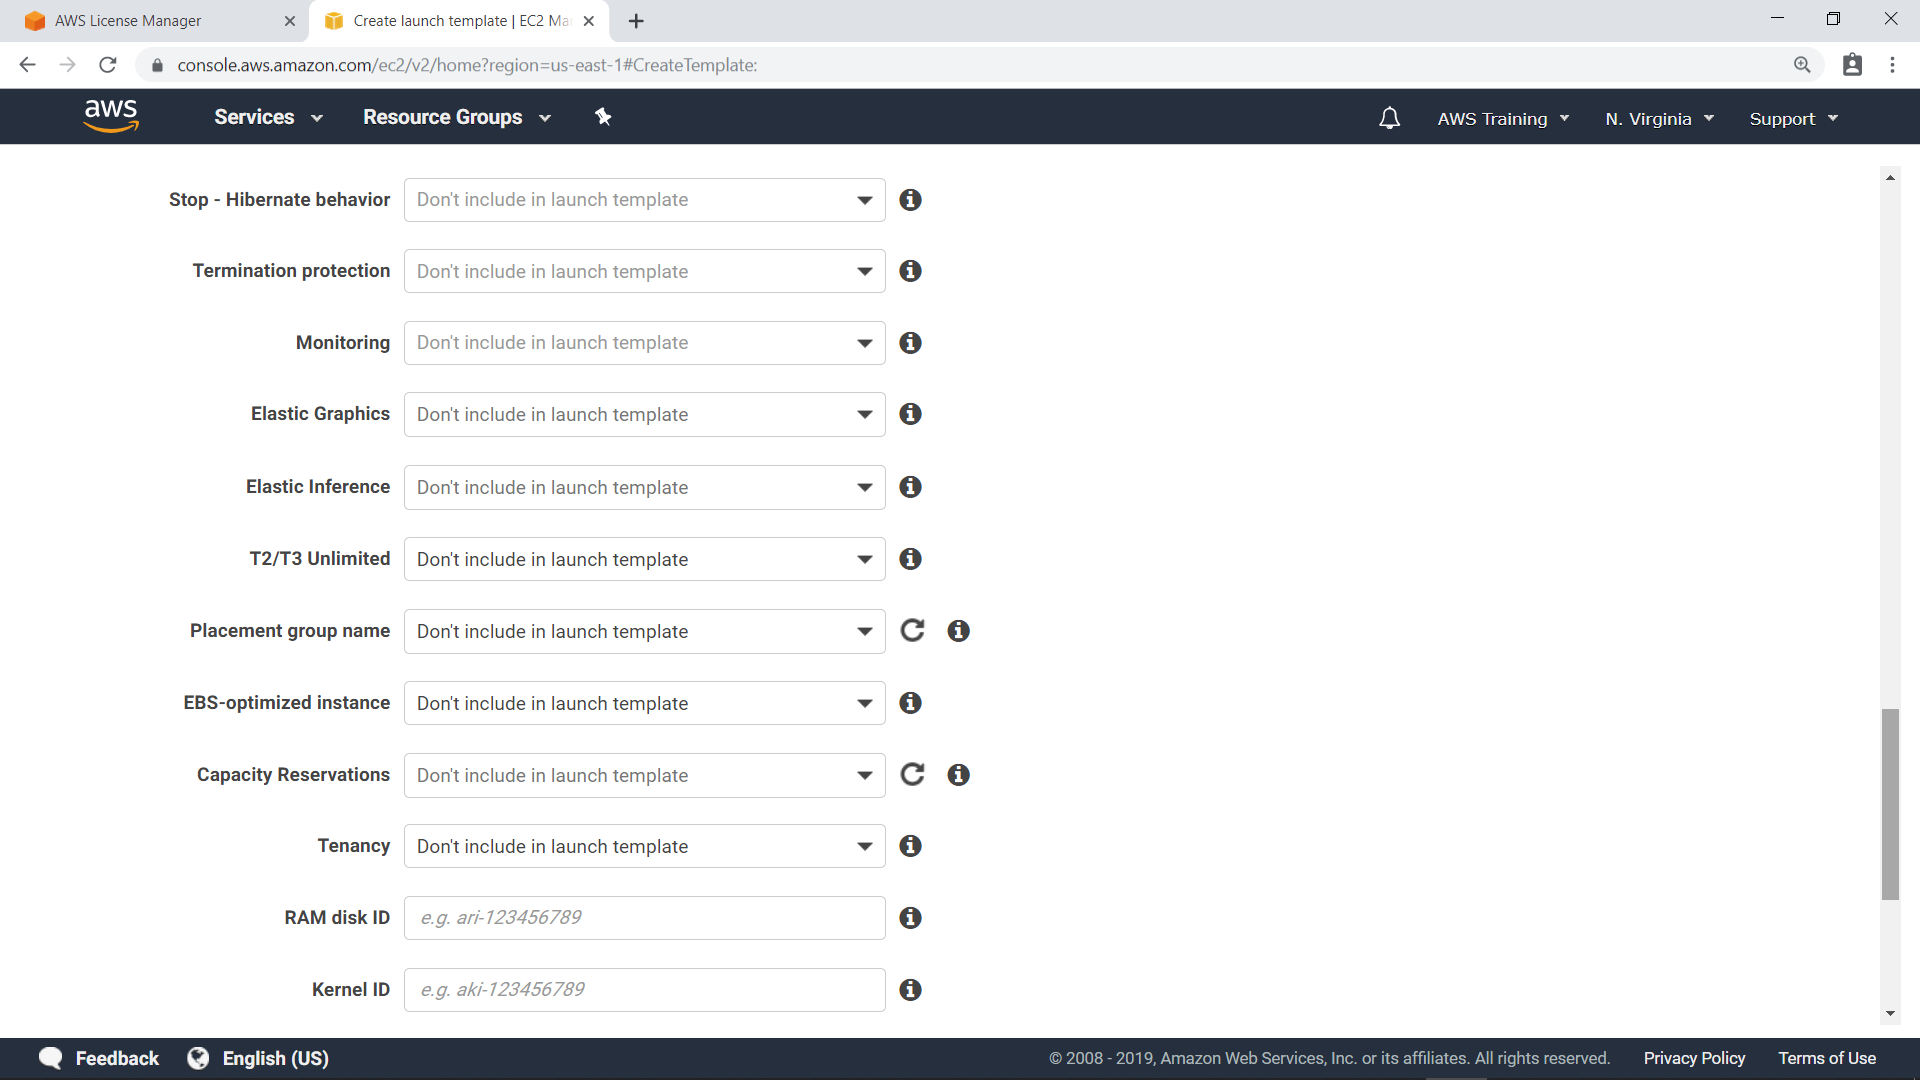 AWS License Manager
Create launch template | EC2 Ma
console.aws.amazon.com/ec2/v2/home?region=us-east-1#CreateTemplate:
aws
Services
Resource Groups
AWS Training
N. Virginia
Support
Stop - Hibernate behavior
Don't include in launch template
Termination protection
Don't include in launch template
Monitoring
Don't include in launch template
Elastic Graphics
Don't include in launch template
Elastic Inference
Don't include in launch template
T2/T3 Unlimited
Don't include in launch template
Placement group name
Don't include in launch template
EBS-optimized instance
Don't include in launch template
Capacity Reservations
Don't include in launch template
Tenancy
Don't include in launch template
RAM disk ID
e.g. ari-123456789
Kernel ID
e.g. aki-123456789
Feedback
English (US)
© 2008 - 2019, Amazon Web Services, Inc. or its affiliates. All rights reserved.
Privacy Policy
Terms of Use